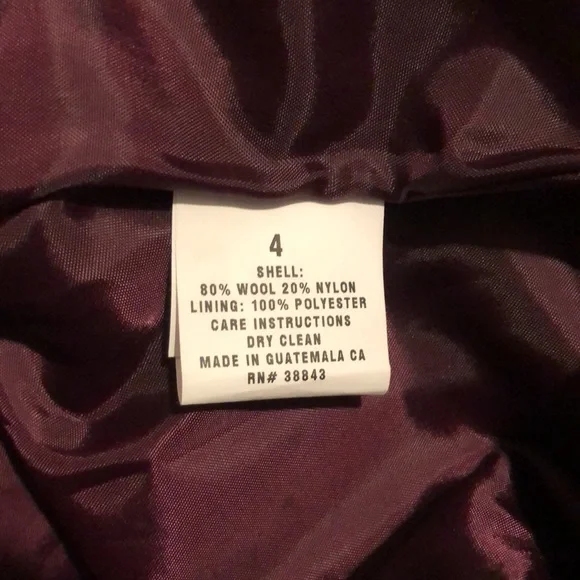 4
SHELL:
80% WOOL 20% NYLON
LINING: 100% POLYESTER
CARE INSTRUCTIONS
DRY CLEAN
MADE IN GUATEMALA CA
RN# 38843